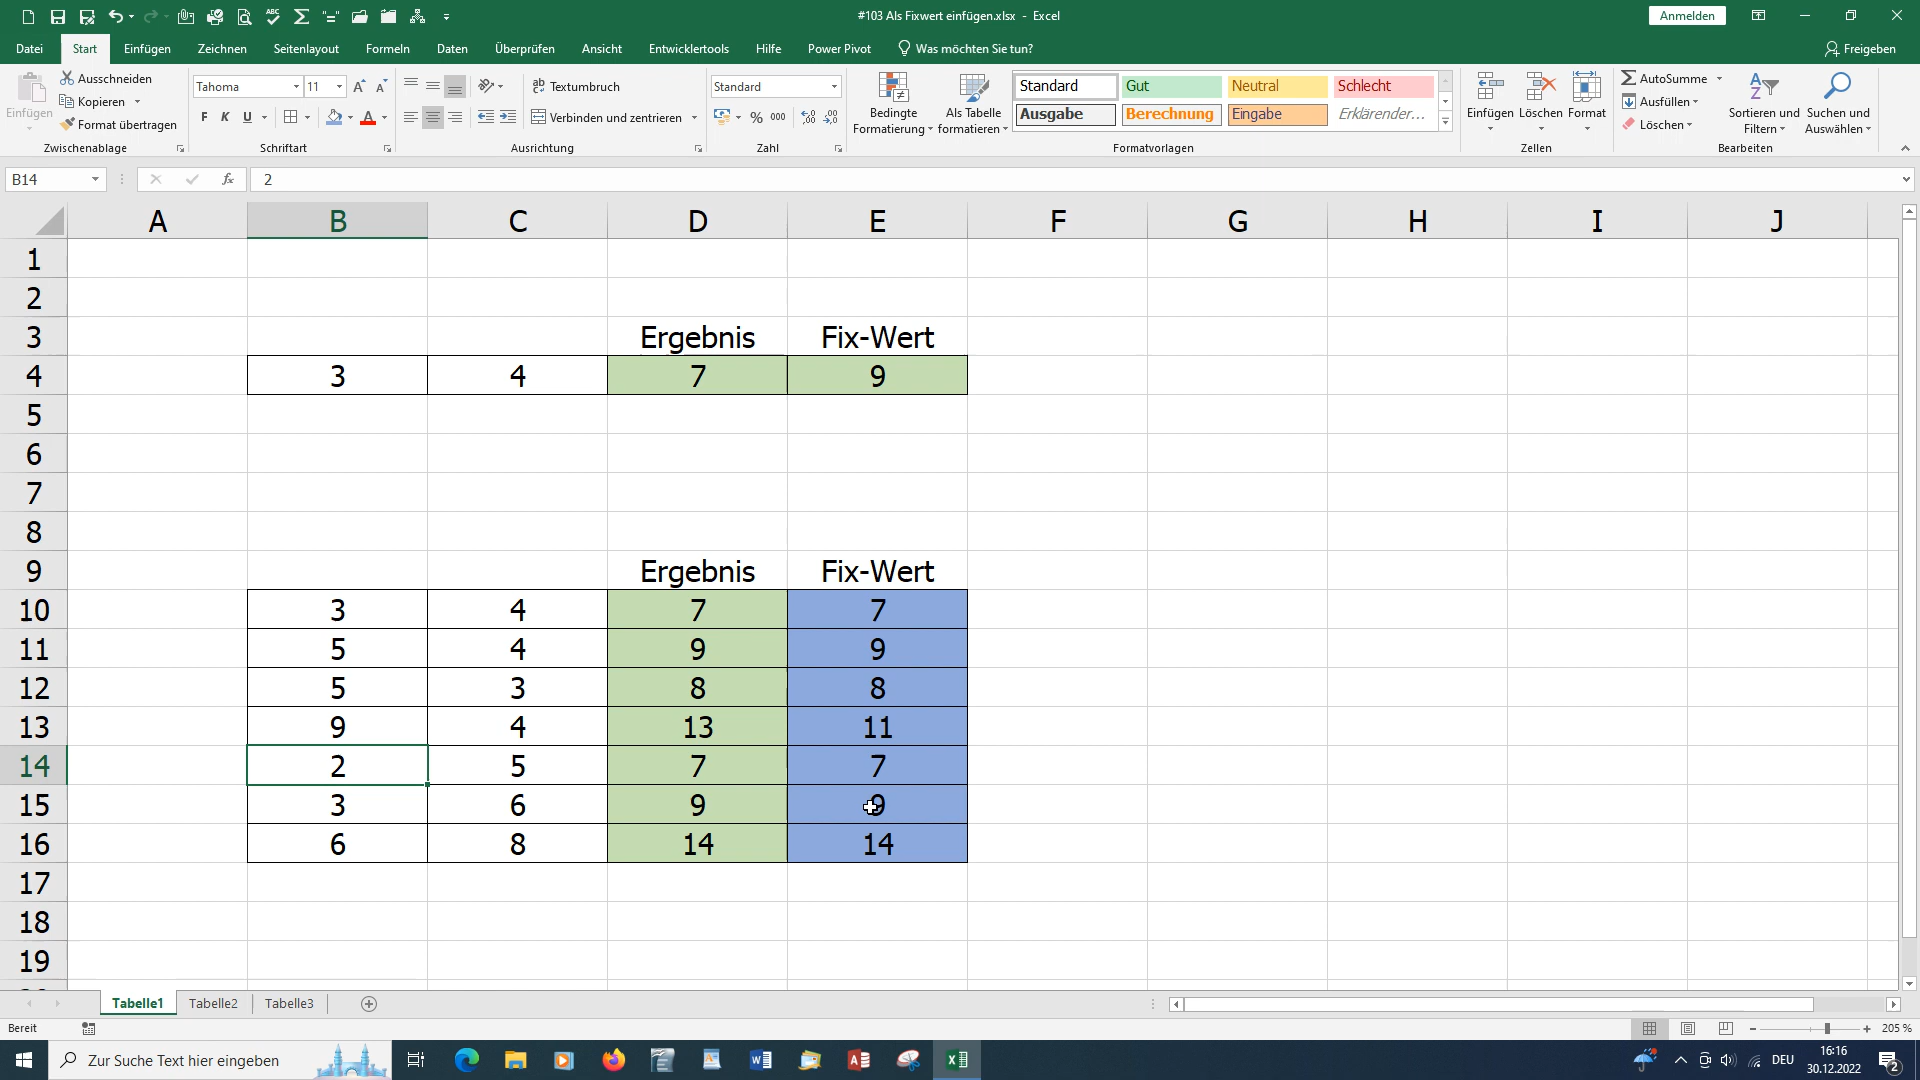 #103 Als Fixwert einfügen.xlsx - Excel
Anmelden
Datei Start Einfügen Zeichnen Seitenlayout Formeln Daten Überprüfen Ansicht Entwicklertools Hilfe Power Pivot Was möchten Sie tun? Freigeben
Einfügen
Ausschneiden
Kopieren
Format übertragen
Zwischenablage
Tahoma 11
F K U
Schriftart
Textumbruch
Verbinden und zentrieren
Ausrichtung
Standard
% 000
Zahl
Bedingte Formatierung
Als Tabelle formatieren
Standard Gut Neutral Schlecht
Ausgabe Berechnung Eingabe Erklärender...
Formatvorlagen
Einfügen Löschen Format
Zellen
AutoSumme
Ausfüllen
Löschen
Sortieren und Filtern
Suchen und Auswählen
Bearbeiten
B14 fx 2
A B C D E F G H I J
1
2
3 Ergebnis Fix-Wert
4 3 4 7 9
5
6
7
8
9 Ergebnis Fix-Wert
10 3 4 7 7
11 5 4 9 9
12 5 3 8 8
13 9 4 13 11
14 2 5 7 7
15 3 6 9 9
16 6 8 14 14
17
18
19
Tabelle1 Tabelle2 Tabelle3
Bereit
205 %
Zur Suche Text hier eingeben
DEU
16:16
30.12.2022
2